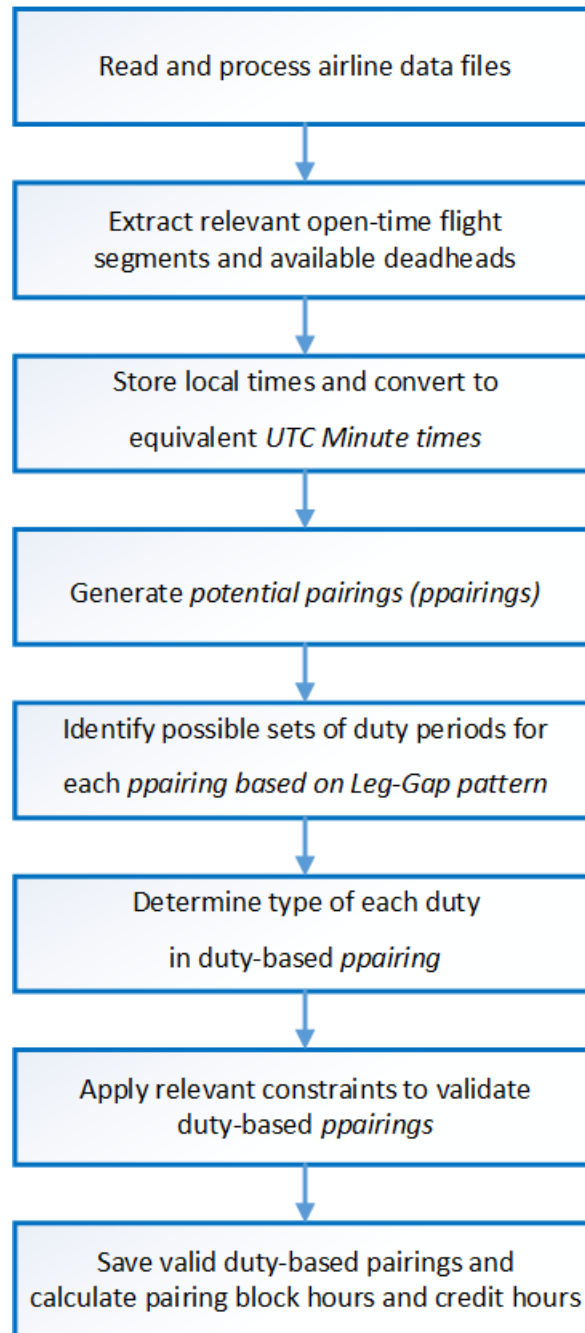 Read and process airline data files
Extract relevant open-time flight
segments and available deadheads
Store local times and convert to
equivalent UTC Minute times
Generate potential pairings (ppairings)
Identify possible sets of duty periods for
each ppairing based on Leg-Gap pattern
Determine type of each duty
in duty-based ppairing
Apply relevant constraints to validate
duty-based ppairings
Save valid duty-based pairings and
calculate pairing block hours and credit hours